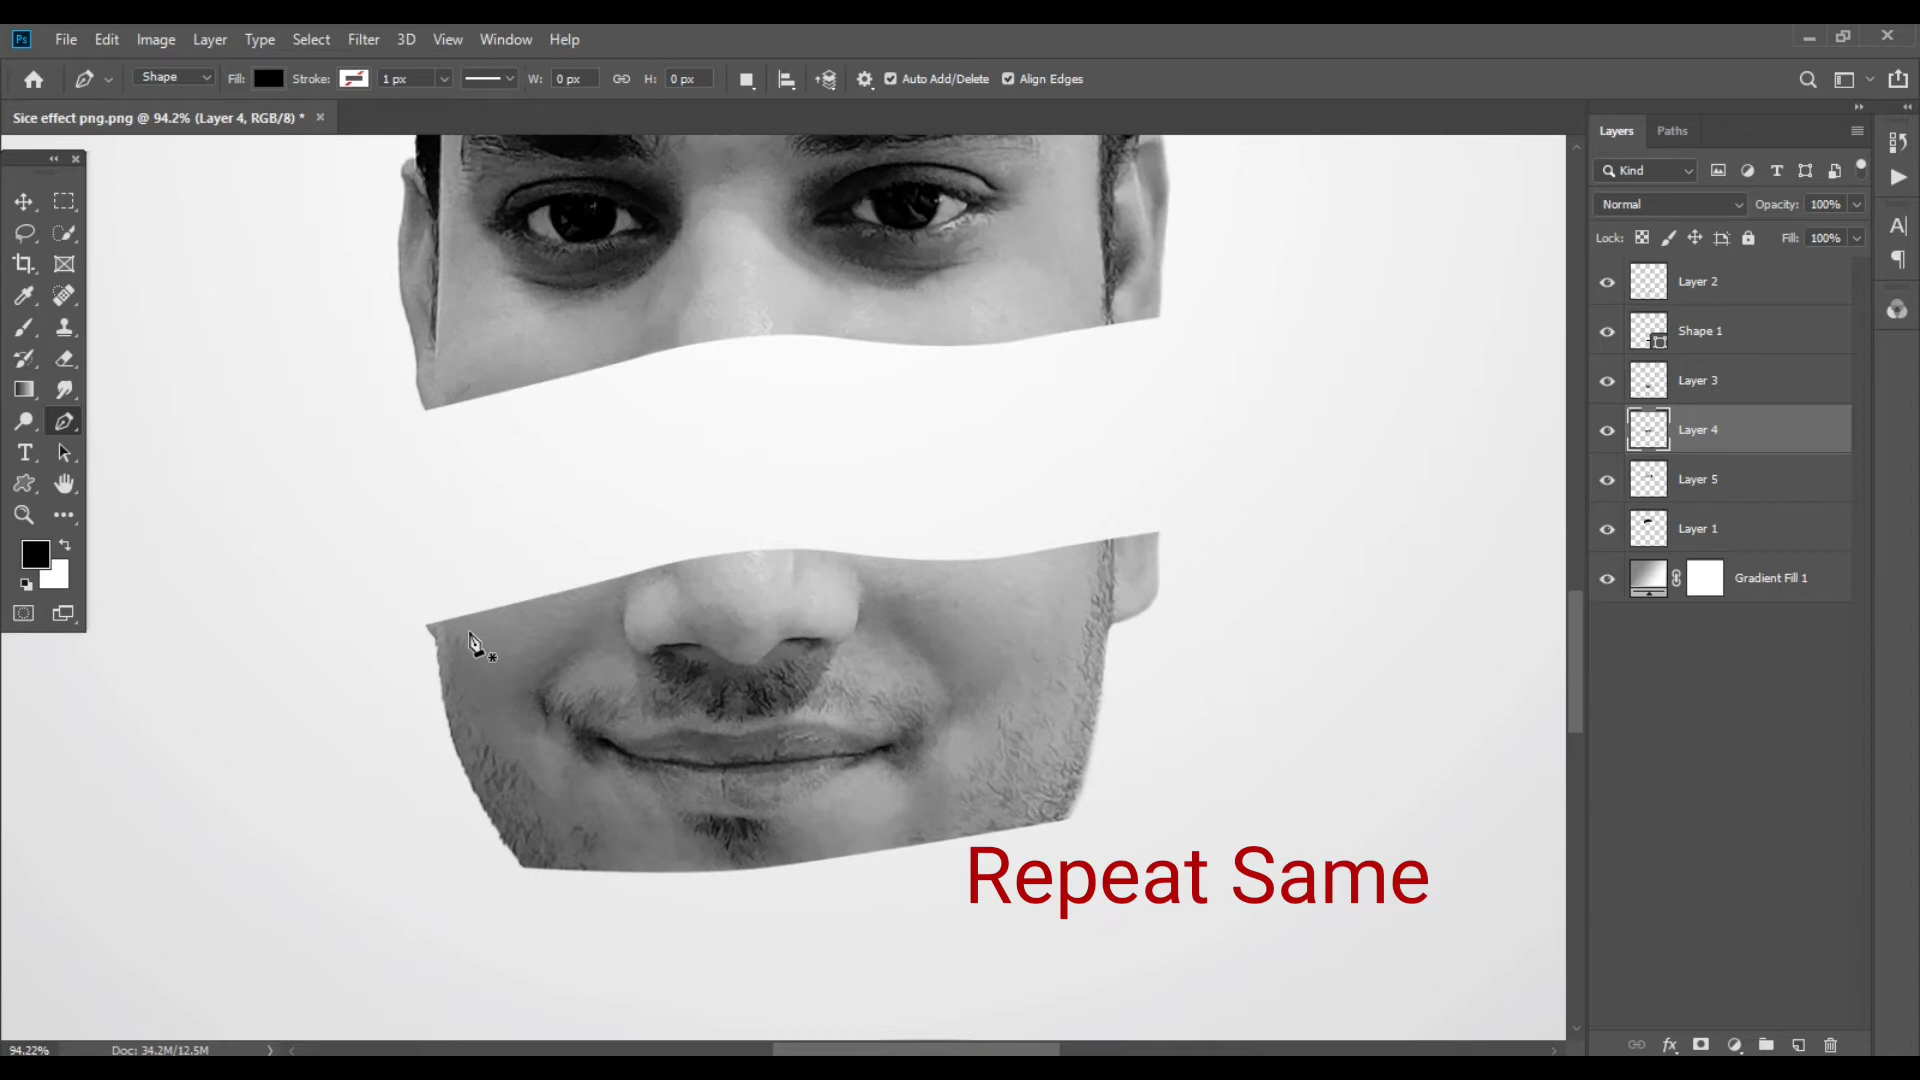 Ps File Edit Image Layer Type Select Filter 3D View Window Help
Shape Fill: Stroke: 1 px W: 0 px H: 0 px Auto Add/Delete Align Edges
Sice effect png.png @ 94.2% (Layer 4, RGB/8) *
Layers Paths
Kind
Normal Opacity: 100%
Lock: Fill: 100%
Layer 2
Shape 1
Layer 3
Layer 4
Layer 5
Layer 1
Gradient Fill 1
Repeat Same
94.22% Doc: 34.2M/12.5M